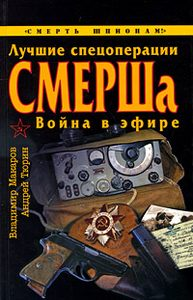 «СМЕРТЬ ШПИОНАМ!»
Лучшие спецоперации
СМЕРШа
Война в эфире
Владимир Макаров
Андрей Тюрин